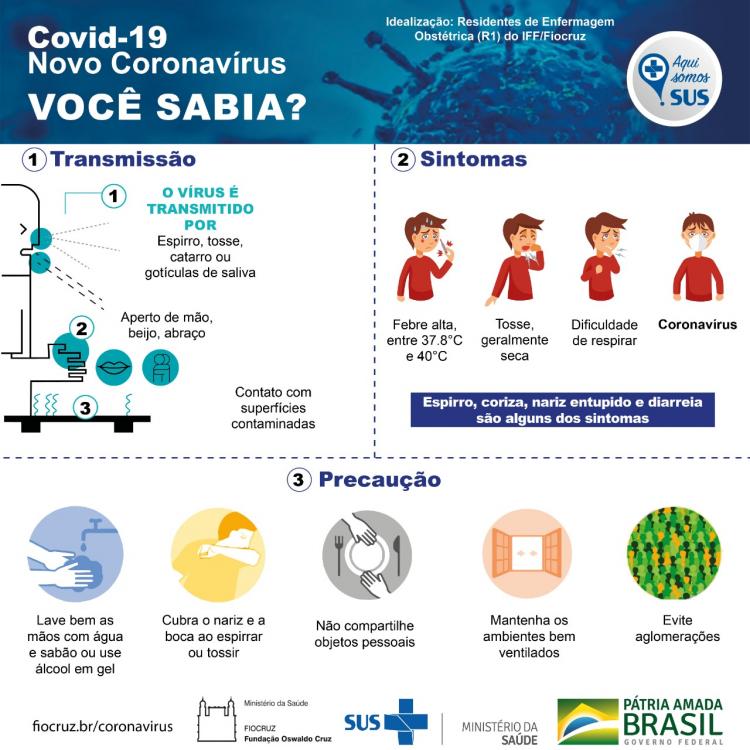 Covid-19
Novo Coronavírus
VOCÊ SABIA?
Idealização: Residentes de Enfermagem
Obstétrica (R1) do IFF/Fiocruz
Aqui
somos
SUS
1 Transmissão
1
O VÍRUS É
TRANSMITIDO
POR
Espirro, tosse,
catarro ou
gotículas de saliva
2
Aperto de mão,
beijo, abraço
3
Contato com
superfícies
contaminadas
2 Sintomas
Febre alta,
entre 37.8°C
e 40°C
Tosse,
geralmente
seca
Dificuldade
de respirar
Coronavírus
Espirro, coriza, nariz entupido e diarreia
são alguns dos sintomas
3 Precaução
Lave bem as
mãos com água
e sabão ou use
álcool em gel
Cubra o nariz e a
boca ao espirrar
ou tossir
Não compartilhe
objetos pessoais
Mantenha os
ambientes bem
ventilados
Evite
aglomerações
fiocruz.br/coronavirus
Ministério da Saúde
FIOCRUZ
Fundação Oswaldo Cruz
SUS
MINISTÉRIO DA
SAÚDE
PÁTRIA AMADA
BRASIL
GOVERNO FEDERAL